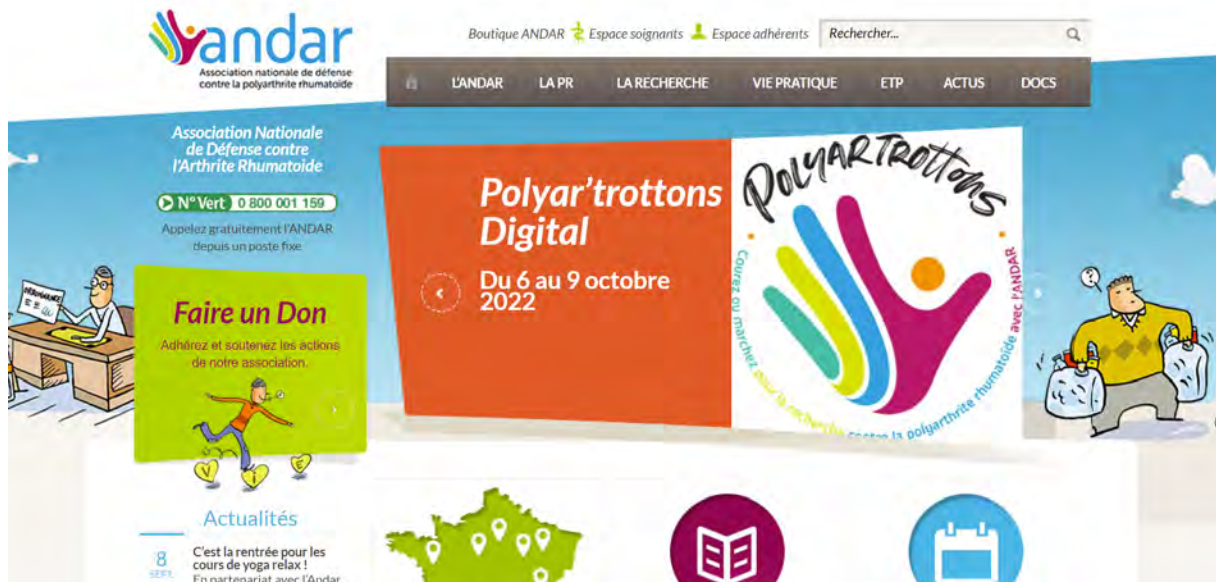 andar
Association nationale de défense
contre la polyarthrite rhumatoïde
Boutique ANDAR
Espace soignants
Espace adhérents
Rechercher...
L'ANDAR
LA PR
LA RECHERCHE
VIE PRATIQUE
ETP
ACTUS
DOCS
Association Nationale
de Défense contre
l'Arthrite Rhumatoide
N° Vert 0 800 001 159
Appelez gratuitement l'ANDAR
depuis un poste fixe
Faire un Don
Adhérez et soutenez les actions
de notre association.
VIE
Polyar'trottons
Digital
Du 6 au 9 octobre
2022
POLYARTROTTONS
Courez ou marchez pour la recherche contre la polyarthrite rhumatoïde avec l'ANDAR
Actualités
8
SEPT
C'est la rentrée pour les
cours de yoga relax !
En partenariat avec l'Andar